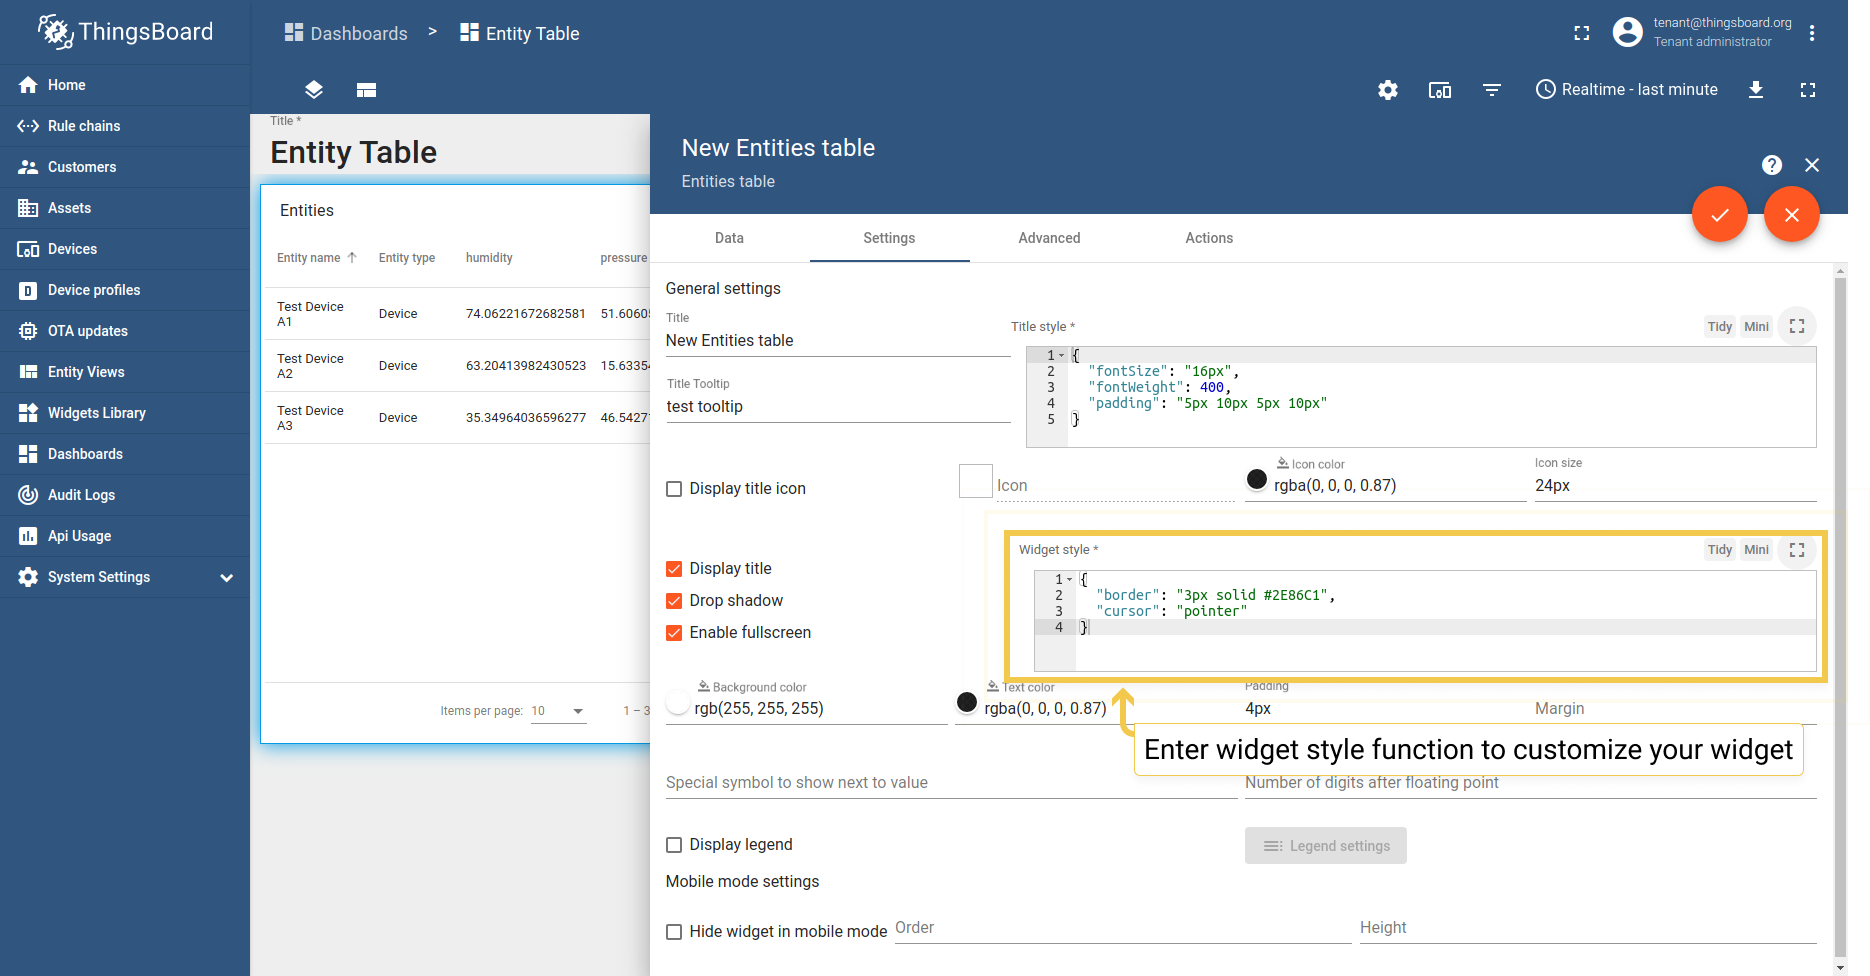 ThingsBoard
Dashboards > Entity Table
tenant@thingsboard.org
Tenant administrator
Home
Rule chains
Customers
Assets
Devices
Device profiles
OTA updates
Entity Views
Widgets Library
Dashboards
Audit Logs
Api Usage
System Settings
Realtime - last minute
Title *
Entity Table
Entities
Entity name Entity type humidity pressure
Test Device A1 Device 74.06221672682581 51.6060
Test Device A2 Device 63.20413982430523 15.6335
Test Device A3 Device 35.34964036596277 46.5427
Items per page: 10 1 – 3
New Entities table
Entities table
Data Settings Advanced Actions
General settings
Title
New Entities table
Title Tooltip
test tooltip
Title style *
Tidy Mini
1 {
2 "fontSize": "16px",
3 "fontWeight": 400,
4 "padding": "5px 10px 5px 10px"
5 }
Display title icon
Icon
Icon color
rgba(0, 0, 0, 0.87)
Icon size
24px
Display title
Drop shadow
Enable fullscreen
Widget style *
Tidy Mini
1 {
2 "border": "3px solid #2E86C1",
3 "cursor": "pointer"
4 }
Background color
rgb(255, 255, 255)
Text color
rgba(0, 0, 0, 0.87)
Padding
4px
Margin
Enter widget style function to customize your widget
Special symbol to show next to value
Number of digits after floating point
Display legend
Legend settings
Mobile mode settings
Hide widget in mobile mode
Order
Height